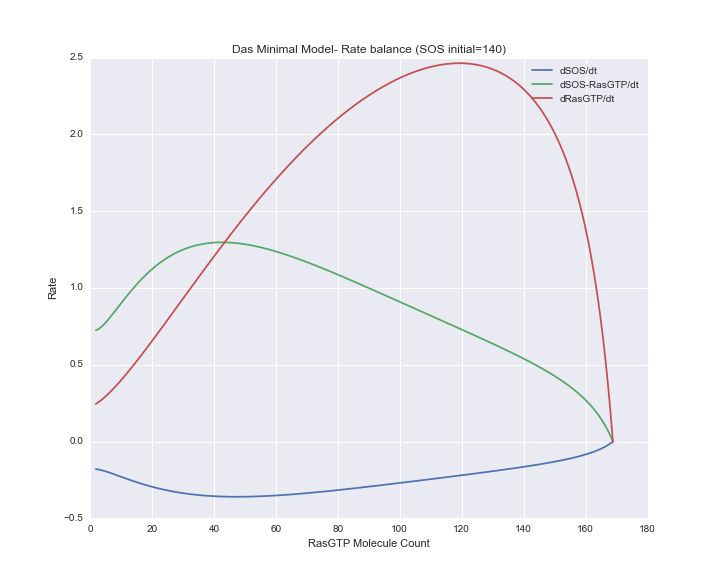 Das Minimal Model- Rate balance (SOS initial=140)
dSOS/dt
dSOS-RasGTP/dt
dRasGTP/dt
2.5
2.0
1.5
1.0
0.5
0.0
−0.5
Rate
0 20 40 60 80 100 120 140 160 180
RasGTP Molecule Count